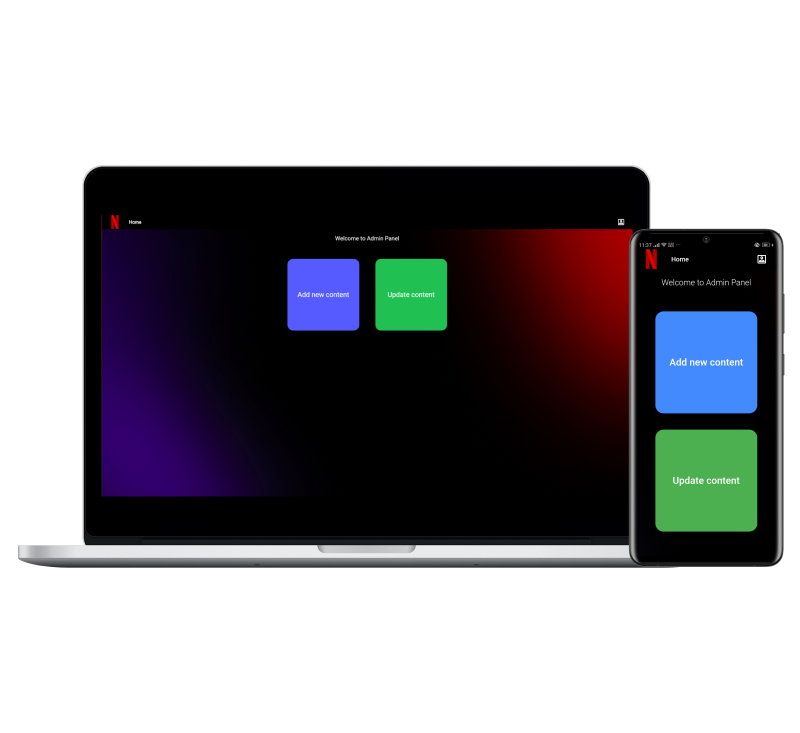 N Home
Welcome to Admin Panel
Add new content Update content
11:37
N Home
Welcome to Admin Panel
Add new content
Update content